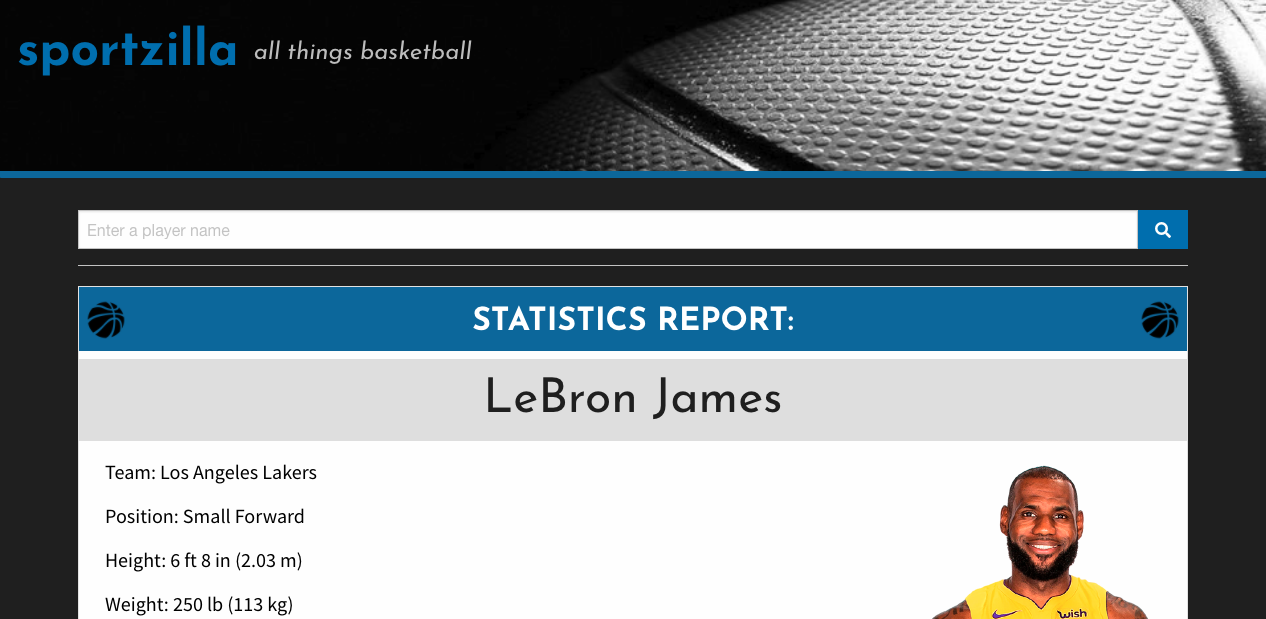 sportzilla all things basketball
Enter a player name
STATISTICS REPORT:
LeBron James
Team: Los Angeles Lakers
Position: Small Forward
Height: 6 ft 8 in (2.03 m)
Weight: 250 lb (113 kg)
wish